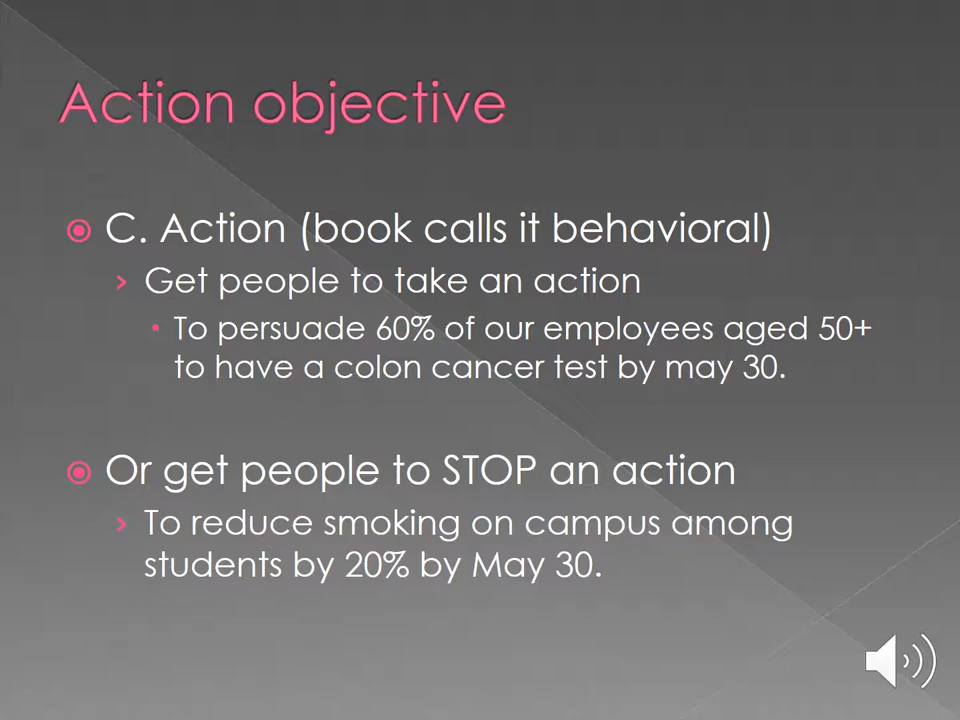 Action objective
C. Action (book calls it behavioral)
Get people to take an action
To persuade 60% of our employees aged 50+
to have a colon cancer test by may 30.
Or get people to STOP an action
To reduce smoking on campus among
students by 20% by May 30.